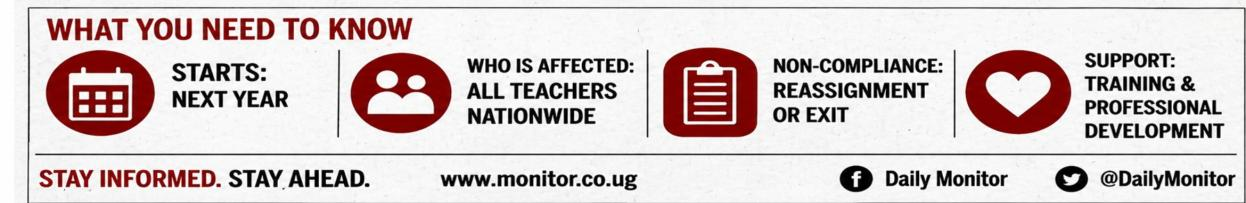 WHAT YOU NEED TO KNOW
STARTS:
NEXT YEAR
WHO IS AFFECTED:
ALL TEACHERS
NATIONWIDE
NON-COMPLIANCE:
REASSIGNMENT
OR EXIT
SUPPORT:
TRAINING &
PROFESSIONAL
DEVELOPMENT
STAY INFORMED. STAY AHEAD.
www.monitor.co.ug
Daily Monitor
@DailyMonitor